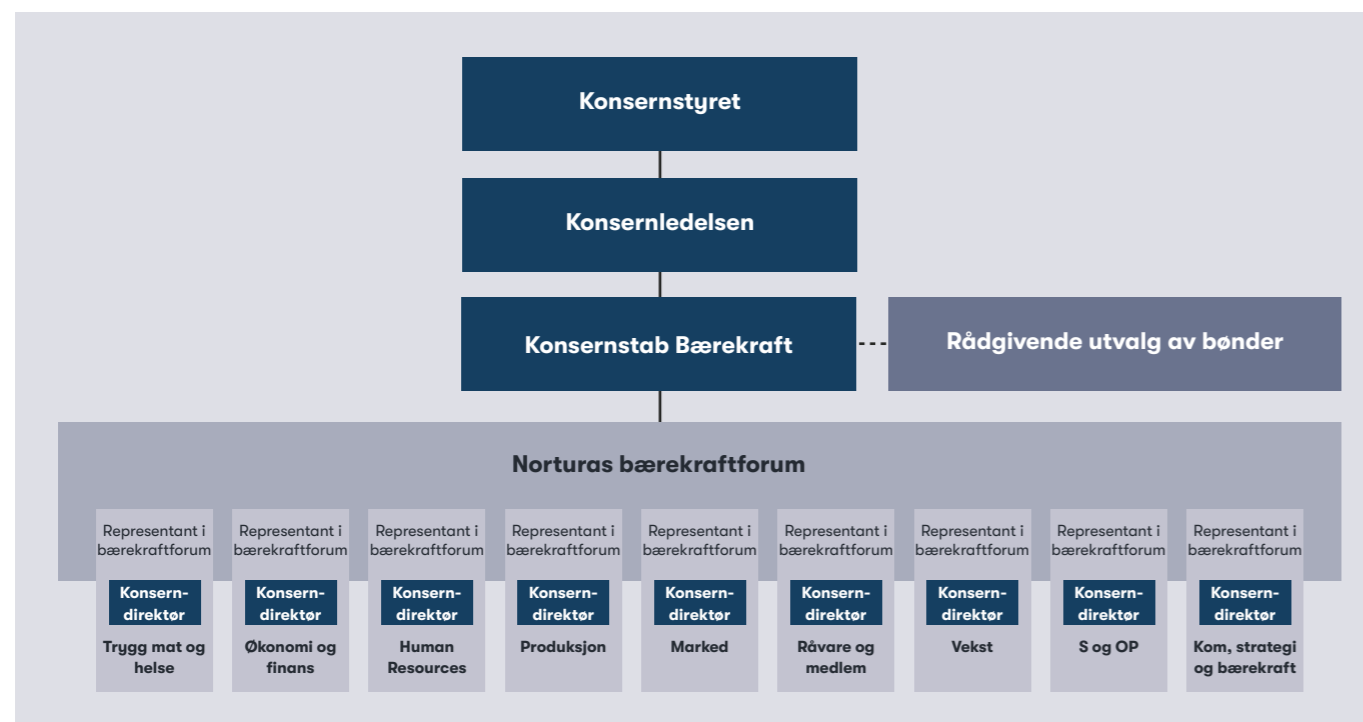 Konsernstyret
Konsernledelsen
Konsernstab Bærekraft
Rådgivende utvalg av bønder
Norturas bærekraftforum
Representant i
bærekraftforum
Konsern-
direktør
Trygg mat og
helse
Representant i
bærekraftforum
Konsern-
direktør
Økonomi og
finans
Representant i
bærekraftforum
Konsern-
direktør
Human
Resources
Representant i
bærekraftforum
Konsern-
direktør
Produksjon
Representant i
bærekraftforum
Konsern-
direktør
Marked
Representant i
bærekraftforum
Konsern-
direktør
Råvare og
medlem
Representant i
bærekraftforum
Konsern-
direktør
Vekst
Representant i
bærekraftforum
Konsern-
direktør
S og OP
Representant i
bærekraftforum
Konsern-
direktør
Kom, strategi
og bærekraft